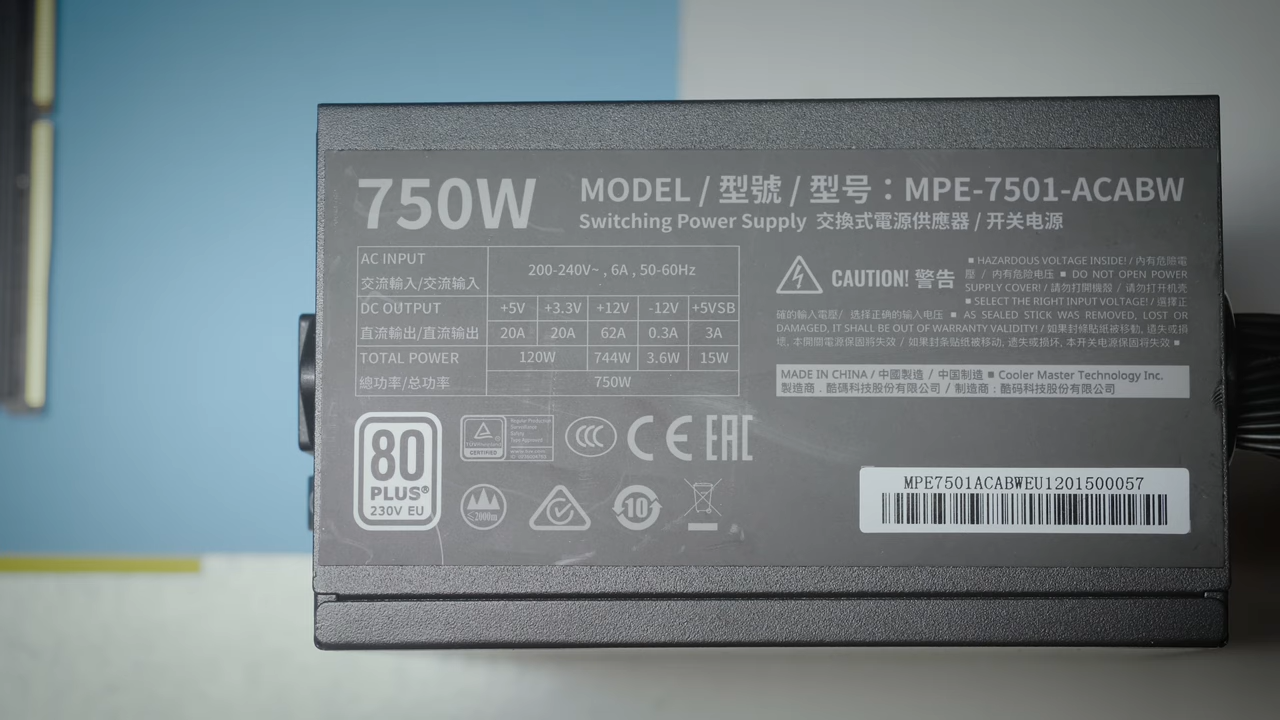 750W
MODEL / 型號 / 型号：MPE-7501-ACABW
Switching Power Supply 交換式電源供應器 / 开关电源
AC INPUT
交流輸入/交流输入
200-240V~ , 6A , 50-60Hz
DC OUTPUT +5V +3.3V +12V -12V +5VSB
直流輸出/直流输出 20A 20A 62A 0.3A 3A
TOTAL POWER 120W 744W 3.6W 15W
總功率/总功率 750W
CAUTION! 警告
■ HAZARDOUS VOLTAGE INSIDE! / 內有危險電
壓 / 内有危险电压 ■ DO NOT OPEN POWER
SUPPLY COVER! / 請勿打開機殼 / 请勿打开机壳
■ SELECT THE RIGHT INPUT VOLTAGE! / 選擇正
確的輸入電壓/ 选择正确的输入电压 ■ AS SEALED STICK WAS REMOVED, LOST OR
DAMAGED, IT SHALL BE OUT OF WARRANTY VALIDITY! / 如果封條貼紙被移動, 遺失或損
壞, 本開關電源保固將失效 / 如果封条贴纸被移动, 遗失或损坏, 本开关电源保固将失效 ■
MADE IN CHINA / 中國製造 / 中国制造 ■ Cooler Master Technology Inc.
製造商 . 酷碼科技股份有限公司 / 制造商 : 酷码科技股份有限公司
80
PLUS®
230V EU
TÜVRheinland
CERTIFIED
CCC CE EAC
≤2000m
10
MPE7501ACABWEU1201500057